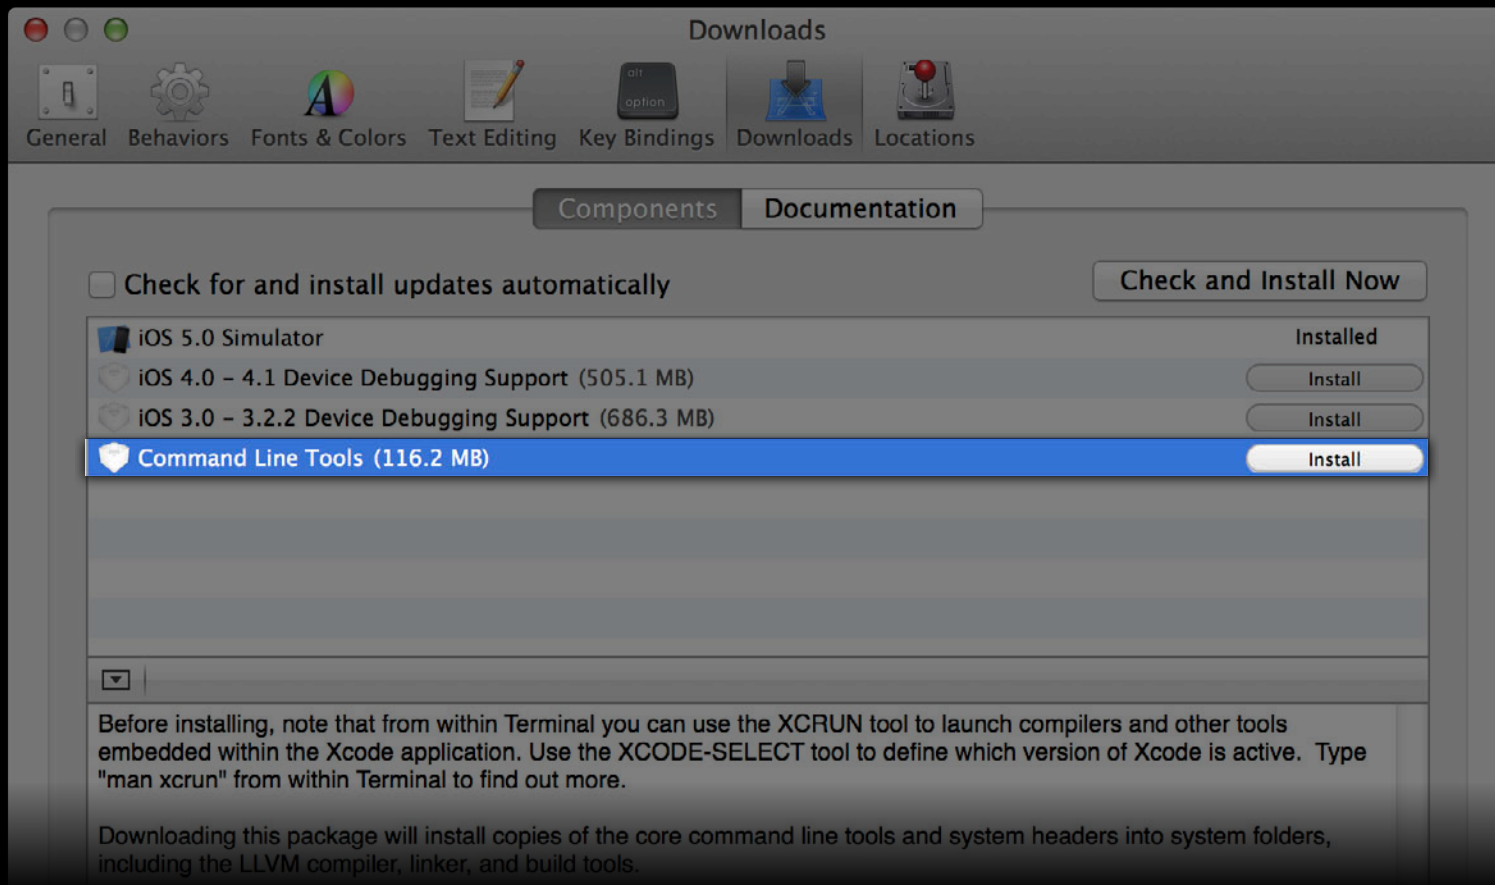 Downloads
General Behaviors Fonts & Colors Text Editing alt option Key Bindings Downloads Locations
Components Documentation
Check for and install updates automatically Check and Install Now
iOS 5.0 Simulator Installed
iOS 4.0 – 4.1 Device Debugging Support (505.1 MB) Install
iOS 3.0 – 3.2.2 Device Debugging Support (686.3 MB) Install
Command Line Tools (116.2 MB) Install
Before installing, note that from within Terminal you can use the XCRUN tool to launch compilers and other tools
embedded within the Xcode application. Use the XCODE-SELECT tool to define which version of Xcode is active. Type
"man xcrun" from within Terminal to find out more.
Downloading this package will install copies of the core command line tools and system headers into system folders,
including the LLVM compiler, linker, and build tools.